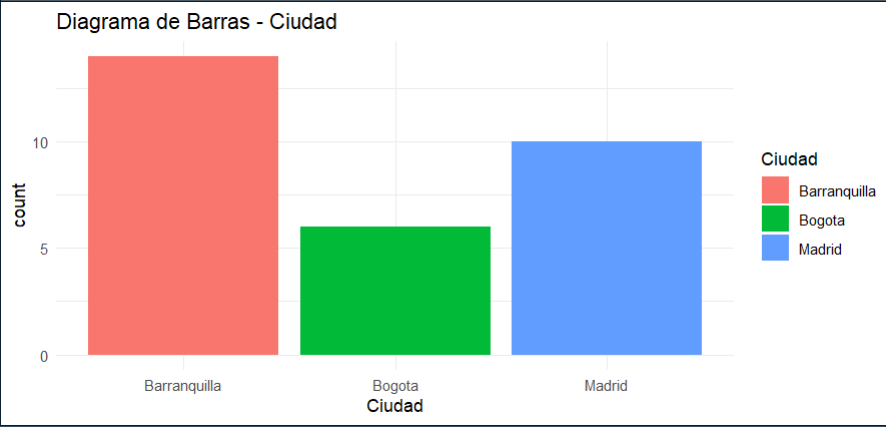 Diagrama de Barras - Ciudad
count
10
5
0
Barranquilla
Bogota
Madrid
Ciudad
Ciudad
Barranquilla
Bogota
Madrid